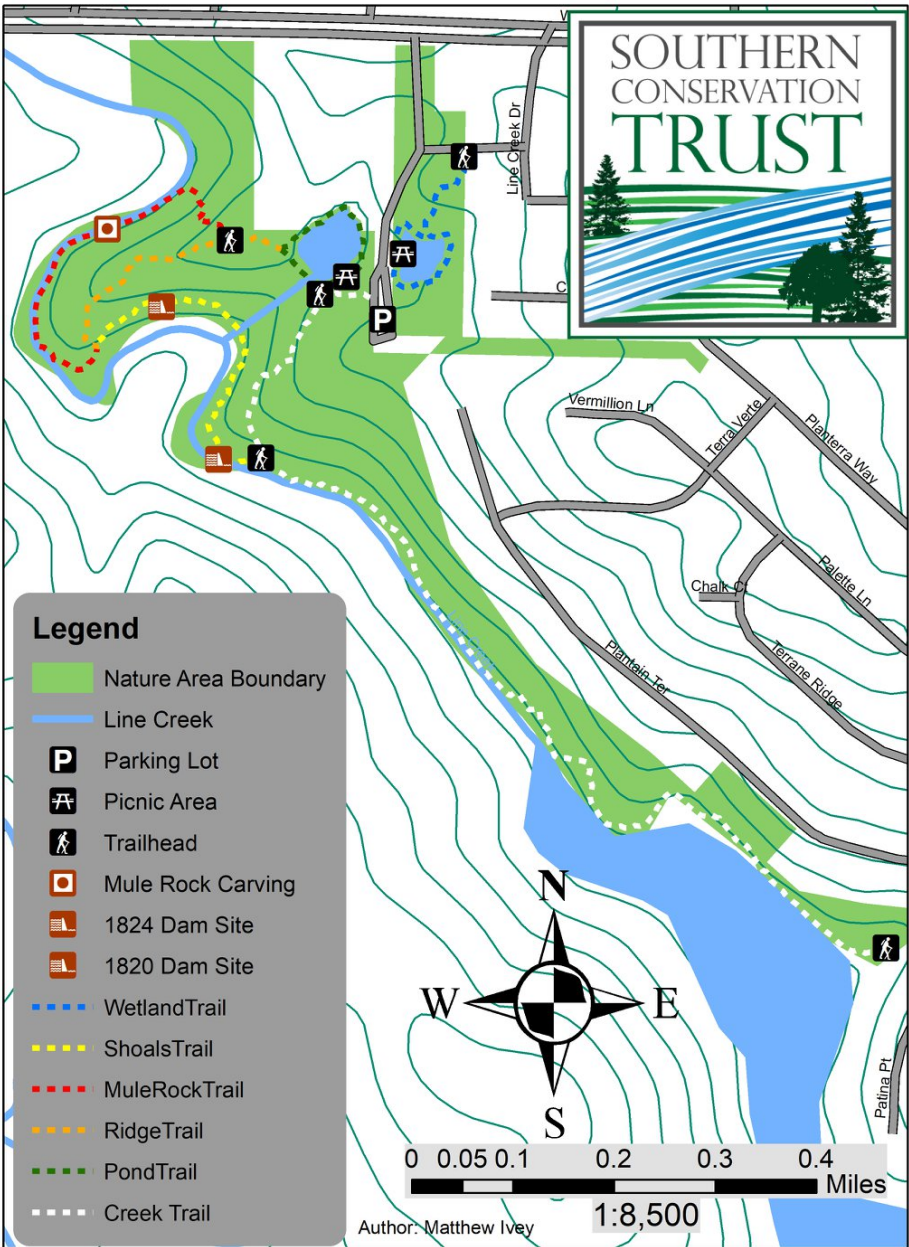 SOUTHERN
CONSERVATION
TRUST
Line Creek Dr
P
Vermillion Ln
Terra Verte
Planterra Way
Palette Ln
Chalk Ct
Terrane Ridge
Plantain Ter
Patina Pt
Legend
Nature Area Boundary
Line Creek
P Parking Lot
Picnic Area
Trailhead
Mule Rock Carving
1824 Dam Site
1820 Dam Site
WetlandTrail
ShoalsTrail
MuleRockTrail
RidgeTrail
PondTrail
Creek Trail
N
W E
S
0 0.05 0.1 0.2 0.3 0.4
Miles
1:8,500
Author: Matthew Ivey